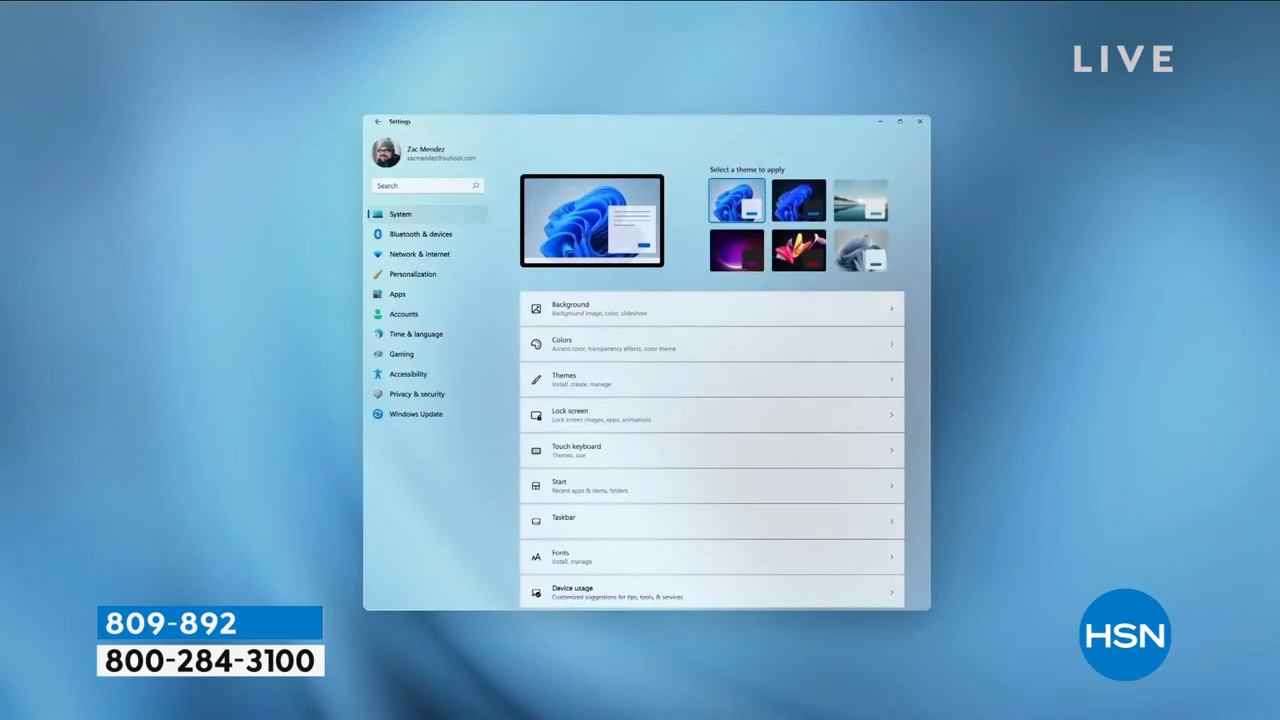 LIVE
Settings
Zac Mendez
zacmendez@outlook.com
Search
System
Bluetooth & devices
Network & internet
Personalization
Apps
Accounts
Time & language
Gaming
Accessibility
Privacy & security
Windows Update
Select a theme to apply
Background
Background image, color, slideshow
Colors
Accent color, transparency effects, color theme
Themes
Install, create, manage
Lock screen
Lock screen images, apps, animations
Touch keyboard
Themes, size
Start
Recent apps & items, folders
Taskbar
Fonts
Install, manage
Device usage
Customized suggestions for tips, tools, & services
809-892
800-284-3100
HSN